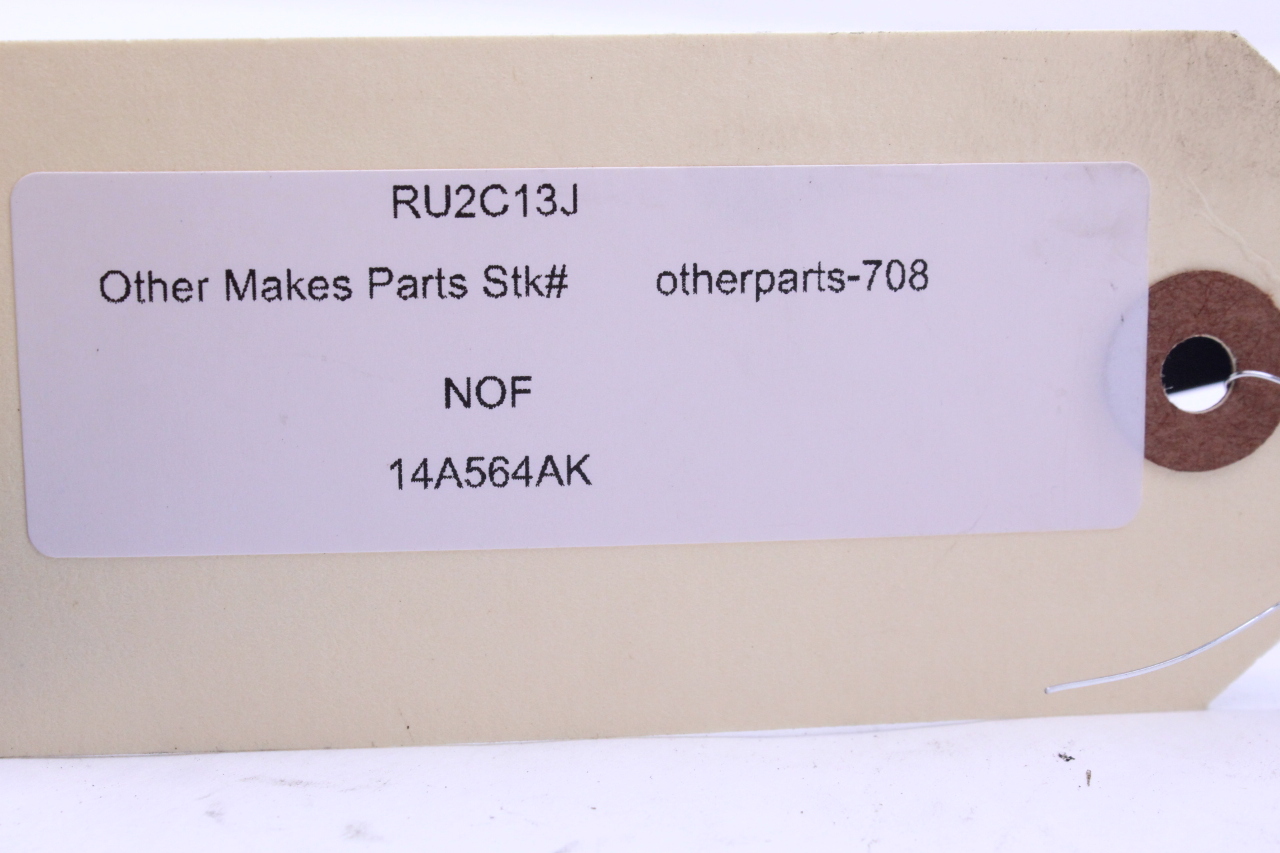 RU2C13J
Other Makes Parts Stk# otherparts-708
NOF
14A564AK